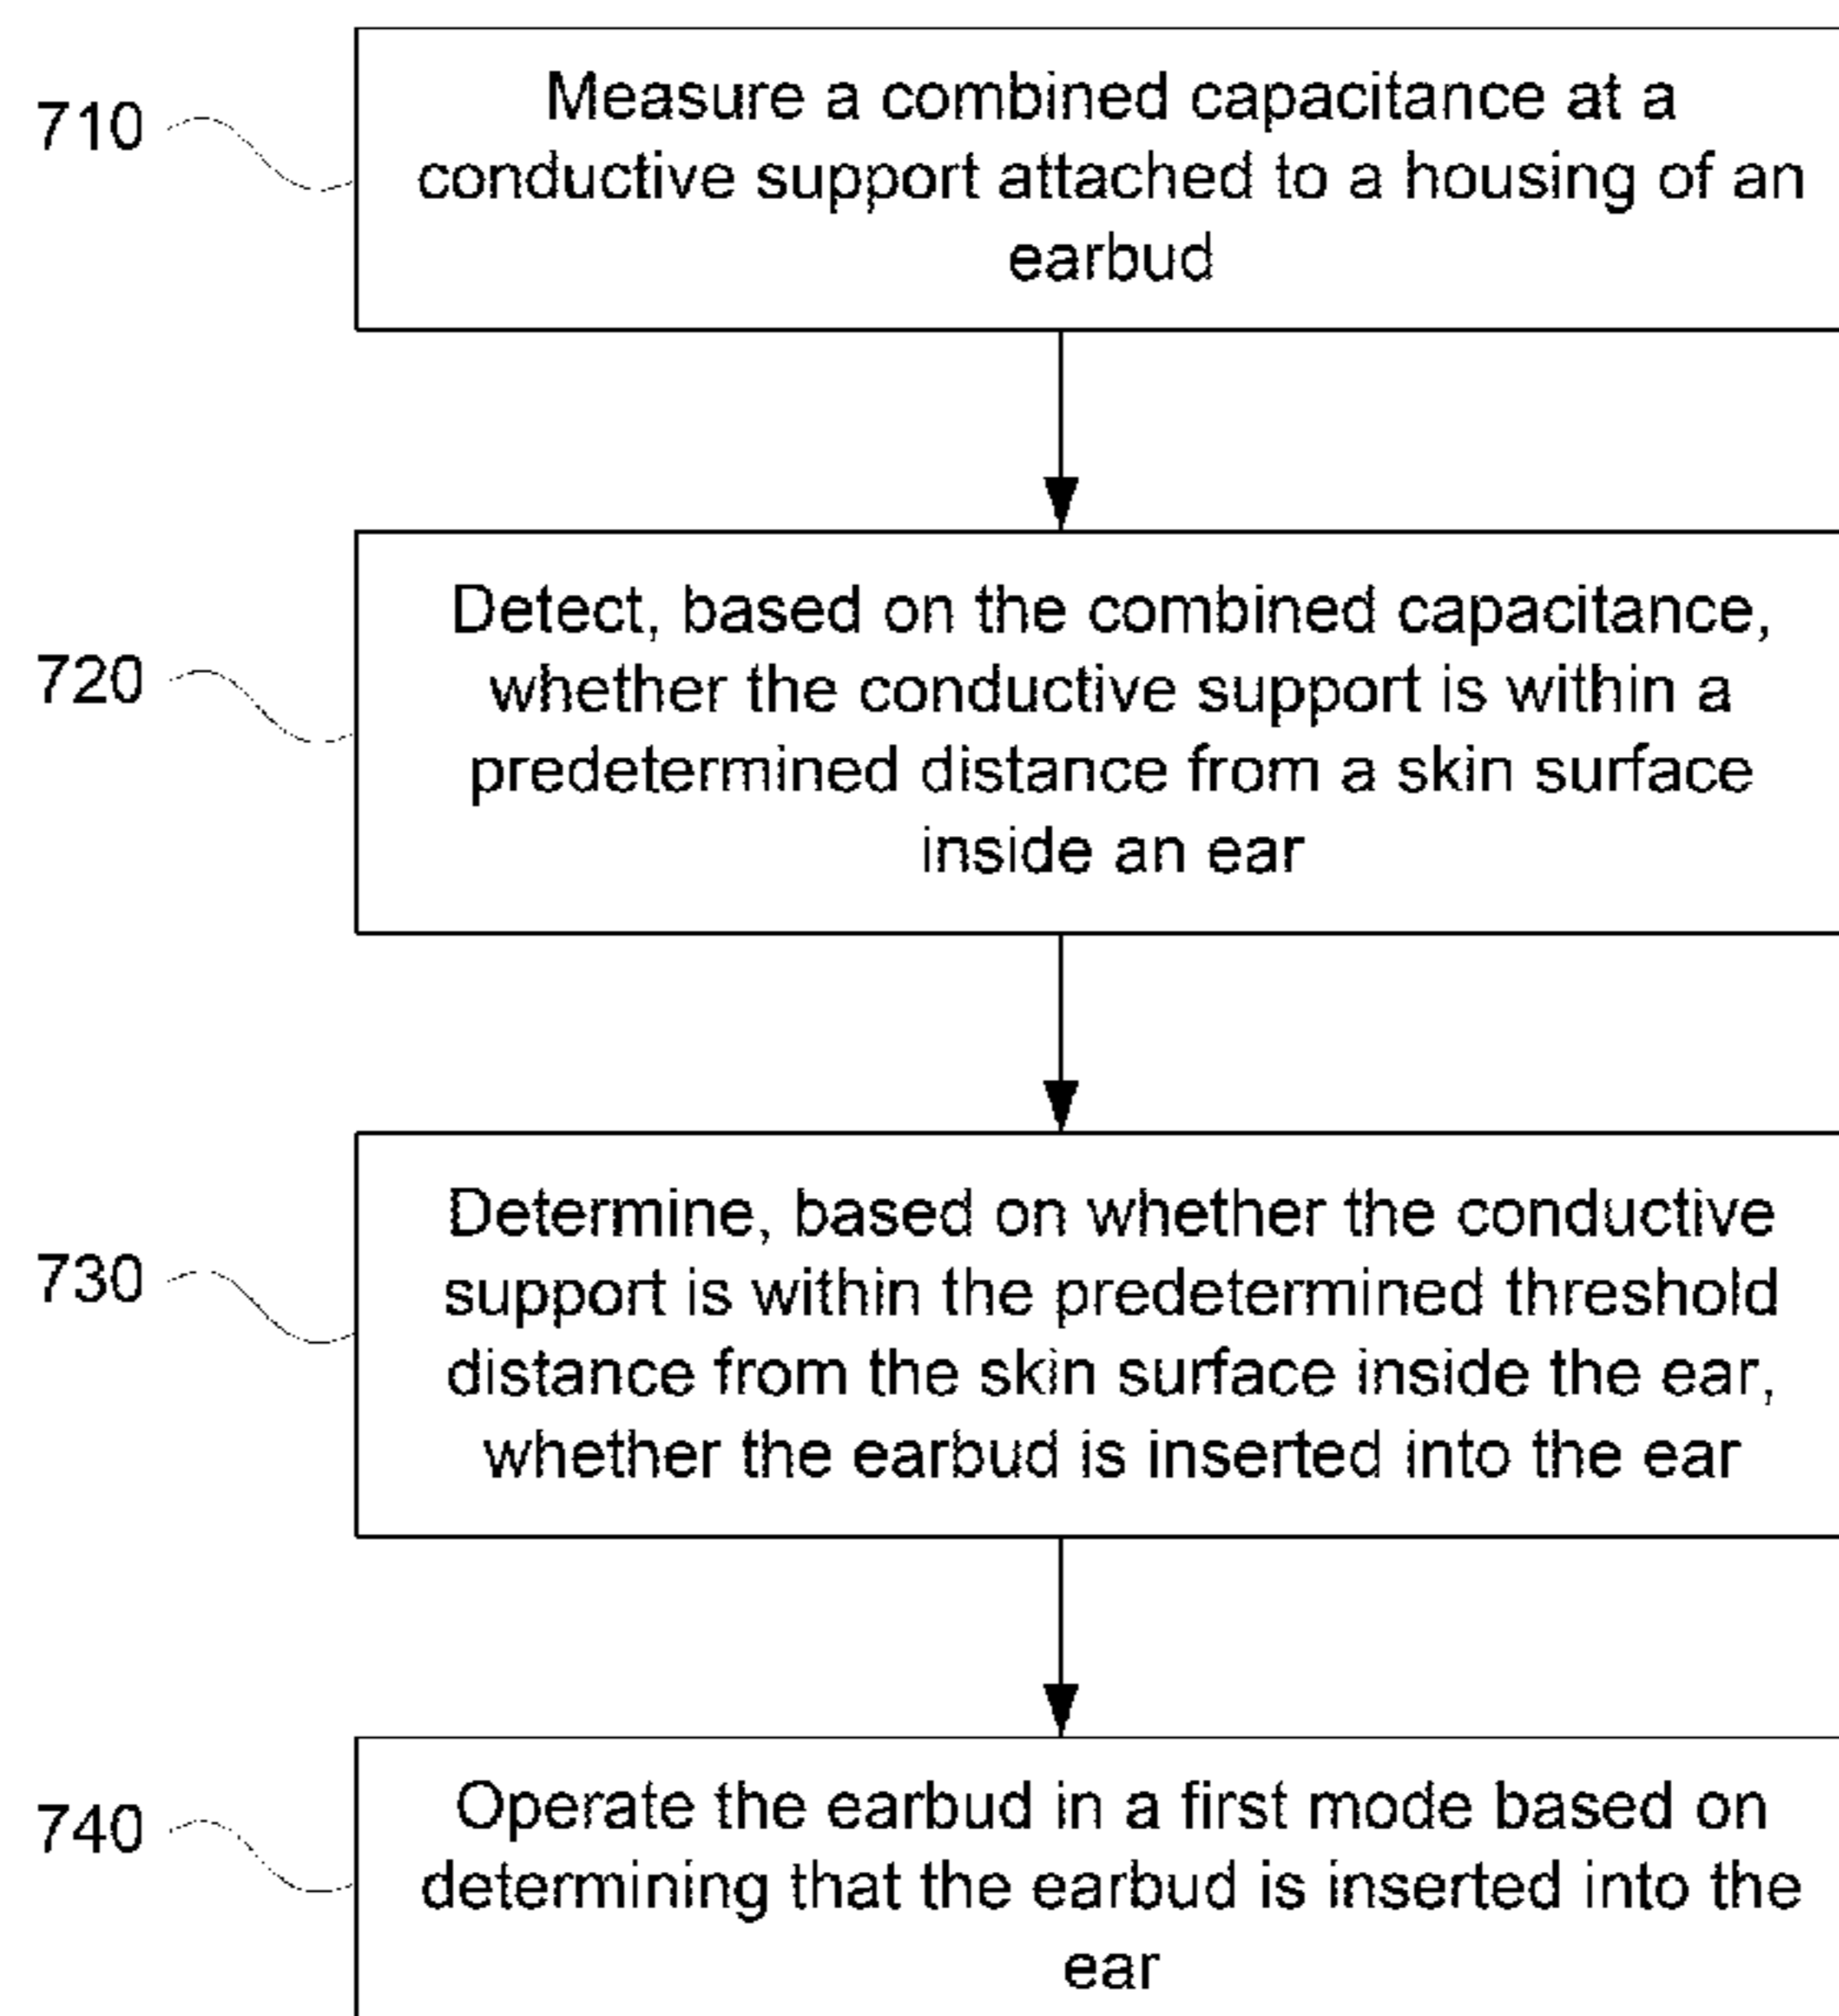 710
Measure a combined capacitance at a
conductive support attached to a housing of an
earbud
720
Detect, based on the combined capacitance,
whether the conductive support is within a
predetermined distance from a skin surface
inside an ear
730
Determine, based on whether the conductive
support is within the predetermined threshold
distance from the skin surface inside the ear,
whether the earbud is inserted into the ear
740
Operate the earbud in a first mode based on
determining that the earbud is inserted into the
ear